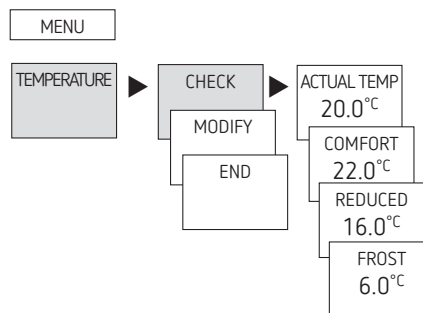 MENU
TEMPERATURE
CHECK
MODIFY
END
ACTUAL TEMP
20.0°C
COMFORT
22.0°C
REDUCED
16.0°C
FROST
6.0°C